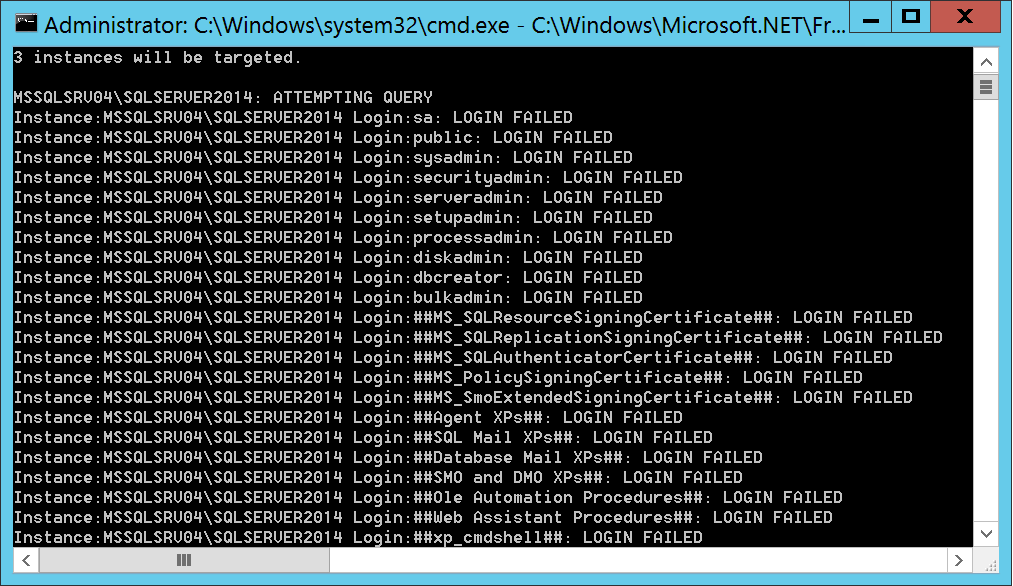 Administrator: C:\Windows\system32\cmd.exe - C:\Windows\Microsoft.NET\Fr...
3 instances will be targeted.
MSSQLSRV04\SQLSERVER2014: ATTEMPTING QUERY
Instance:MSSQLSRV04\SQLSERVER2014 Login:sa: LOGIN FAILED
Instance:MSSQLSRV04\SQLSERVER2014 Login:public: LOGIN FAILED
Instance:MSSQLSRV04\SQLSERVER2014 Login:sysadmin: LOGIN FAILED
Instance:MSSQLSRV04\SQLSERVER2014 Login:securityadmin: LOGIN FAILED
Instance:MSSQLSRV04\SQLSERVER2014 Login:serveradmin: LOGIN FAILED
Instance:MSSQLSRV04\SQLSERVER2014 Login:setupadmin: LOGIN FAILED
Instance:MSSQLSRV04\SQLSERVER2014 Login:processadmin: LOGIN FAILED
Instance:MSSQLSRV04\SQLSERVER2014 Login:diskadmin: LOGIN FAILED
Instance:MSSQLSRV04\SQLSERVER2014 Login:dbcreator: LOGIN FAILED
Instance:MSSQLSRV04\SQLSERVER2014 Login:bulkadmin: LOGIN FAILED
Instance:MSSQLSRV04\SQLSERVER2014 Login:##MS_SQLResourceSigningCertificate##: LOGIN FAILED
Instance:MSSQLSRV04\SQLSERVER2014 Login:##MS_SQLReplicationSigningCertificate##: LOGIN FAILED
Instance:MSSQLSRV04\SQLSERVER2014 Login:##MS_SQLAuthenticatorCertificate##: LOGIN FAILED
Instance:MSSQLSRV04\SQLSERVER2014 Login:##MS_PolicySigningCertificate##: LOGIN FAILED
Instance:MSSQLSRV04\SQLSERVER2014 Login:##MS_SmoExtendedSigningCertificate##: LOGIN FAILED
Instance:MSSQLSRV04\SQLSERVER2014 Login:##Agent XPs##: LOGIN FAILED
Instance:MSSQLSRV04\SQLSERVER2014 Login:##SQL Mail XPs##: LOGIN FAILED
Instance:MSSQLSRV04\SQLSERVER2014 Login:##Database Mail XPs##: LOGIN FAILED
Instance:MSSQLSRV04\SQLSERVER2014 Login:##SMO and DMO XPs##: LOGIN FAILED
Instance:MSSQLSRV04\SQLSERVER2014 Login:##Ole Automation Procedures##: LOGIN FAILED
Instance:MSSQLSRV04\SQLSERVER2014 Login:##Web Assistant Procedures##: LOGIN FAILED
Instance:MSSQLSRV04\SQLSERVER2014 Login:##xp_cmdshell##: LOGIN FAILED